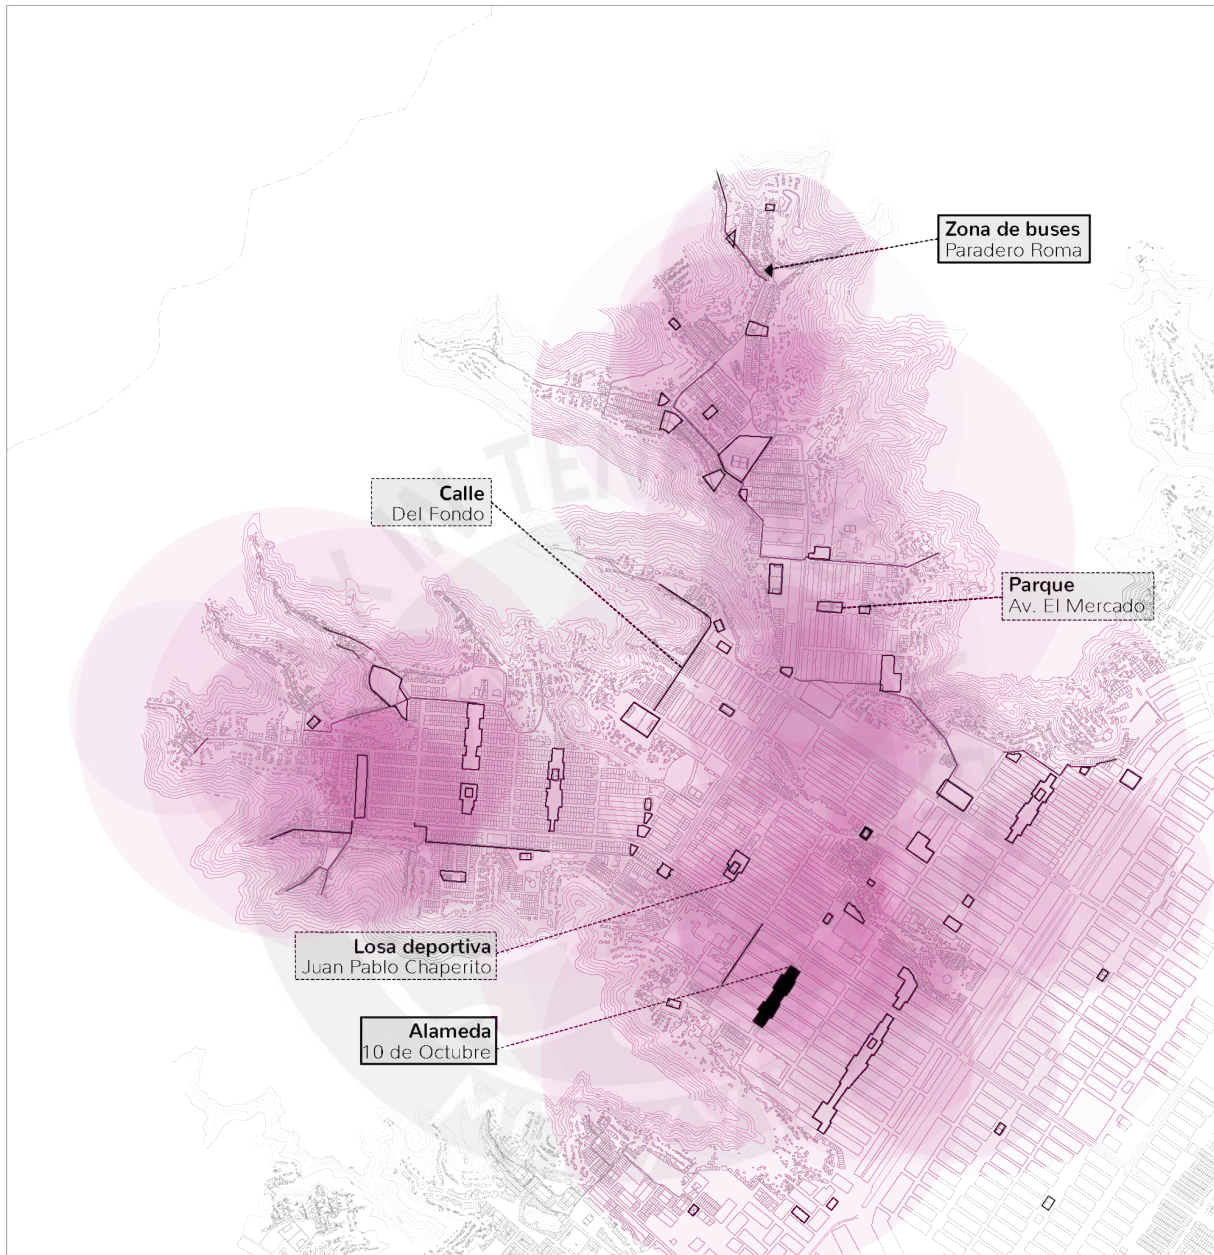 Zona de buses
Paradero Roma
Calle
Del Fondo
Parque
Av. El Mercado
Losa deportiva
Juan Pablo Chaperito
Alameda
10 de Octubre